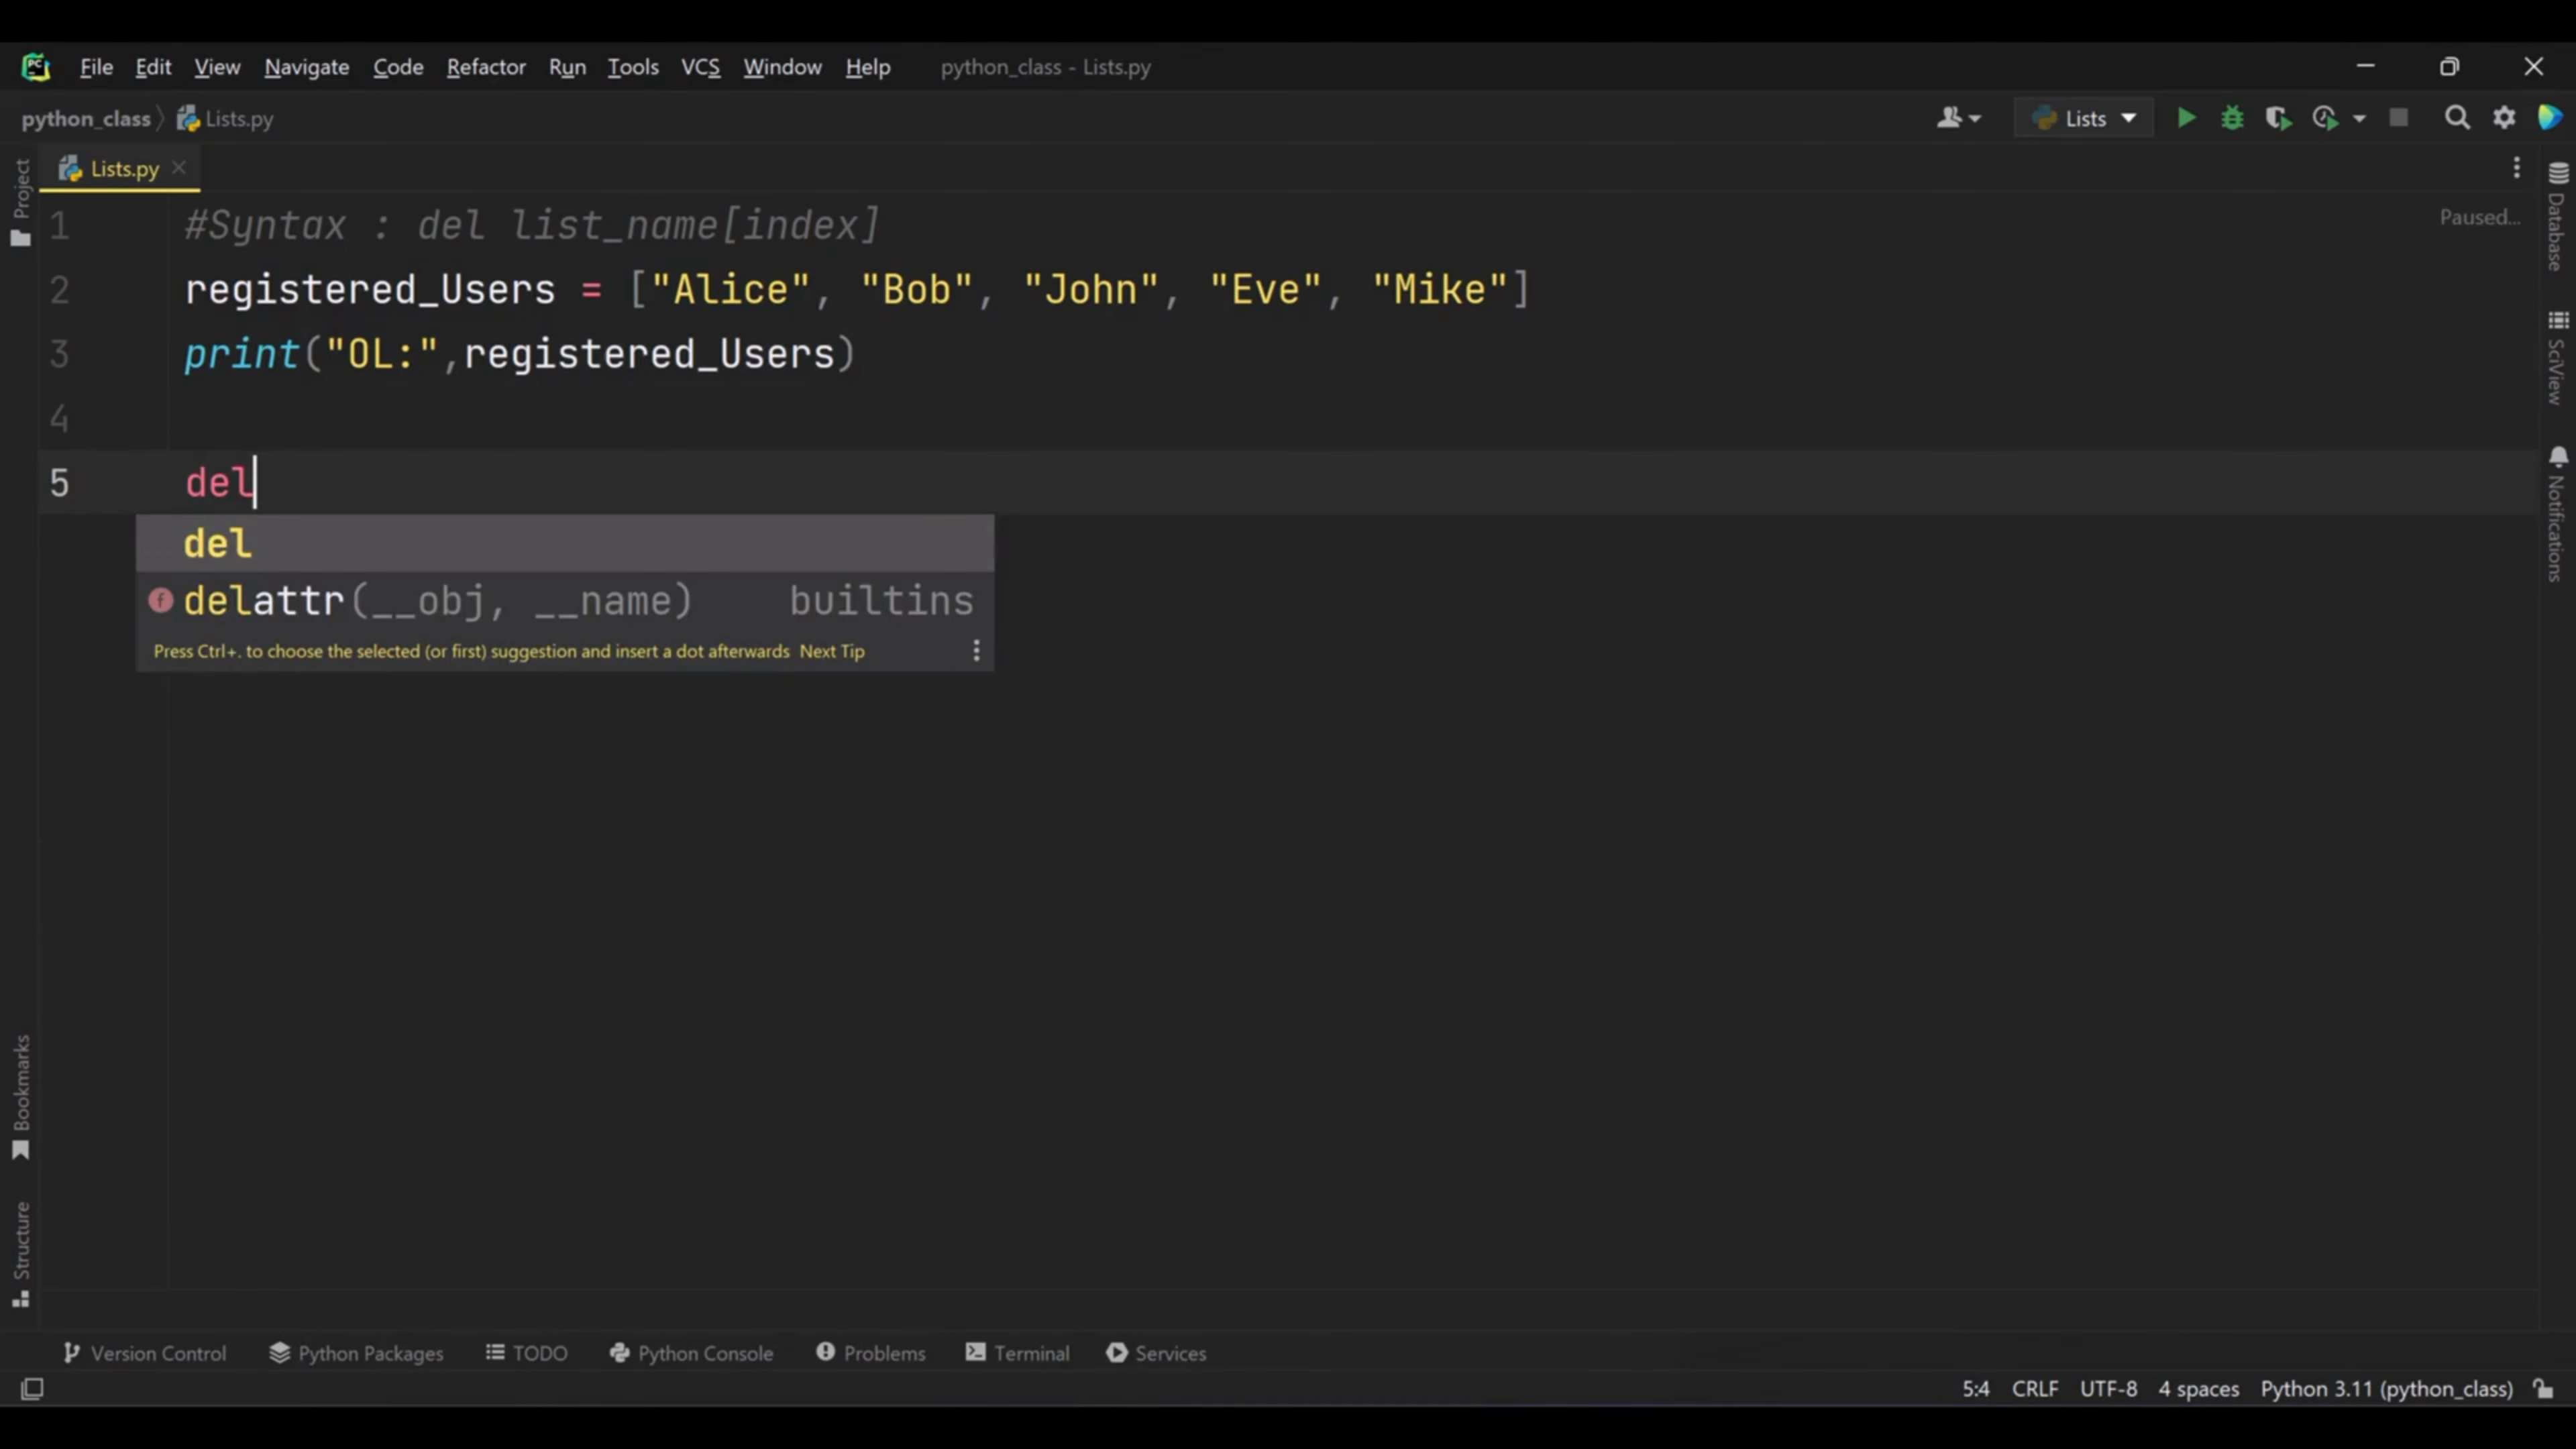 PC File Edit View Navigate Code Refactor Run Tools VCS Window Help python_class - Lists.py
python_class Lists.py Lists
Project Lists.py
1 #Syntax : del list_name[index] Paused...
2 registered_Users = ["Alice", "Bob", "John", "Eve", "Mike"]
3 print("OL:",registered_Users)
4
5 del
del
f delattr(__obj, __name) builtins
Press Ctrl+. to choose the selected (or first) suggestion and insert a dot afterwards Next Tip
Database
SciView
Notifications
Bookmarks
Structure
Version Control Python Packages TODO Python Console Problems Terminal Services
5:4 CRLF UTF-8 4 spaces Python 3.11 (python_class)